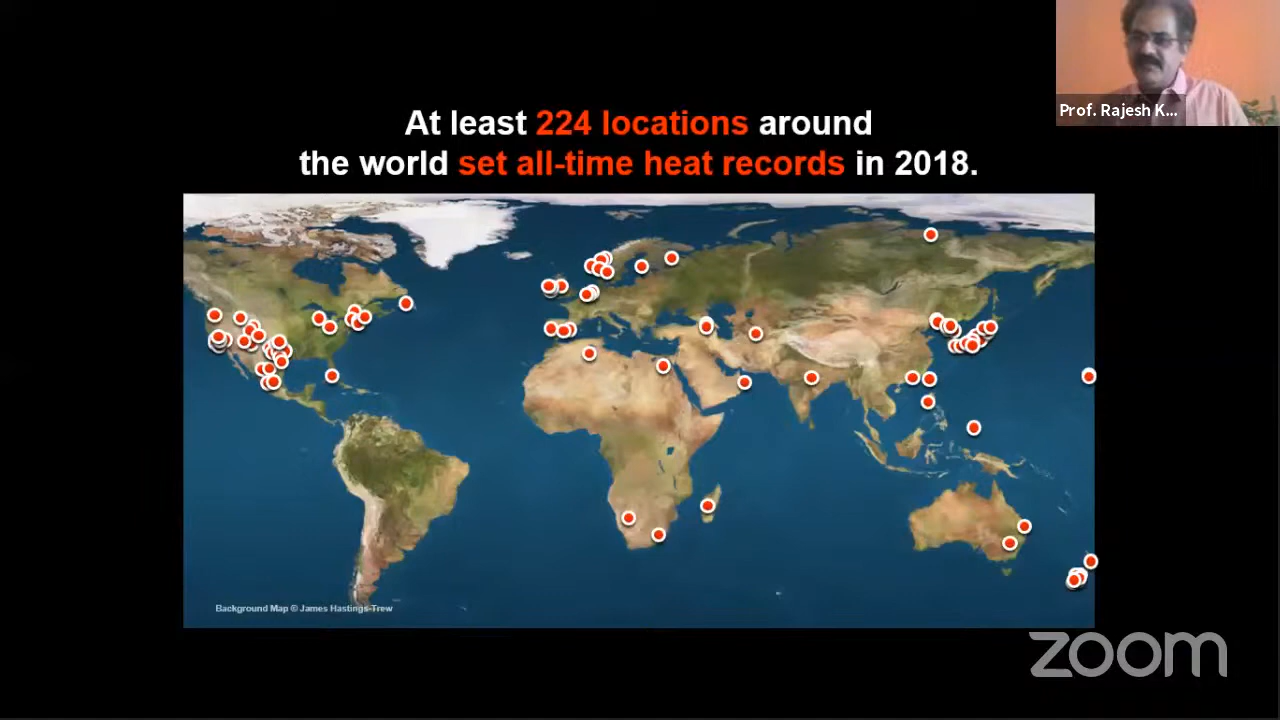 Prof. Rajesh K...
At least 224 locations around
the world set all-time heat records in 2018.
Background Map © James Hastings-Trew
zoom